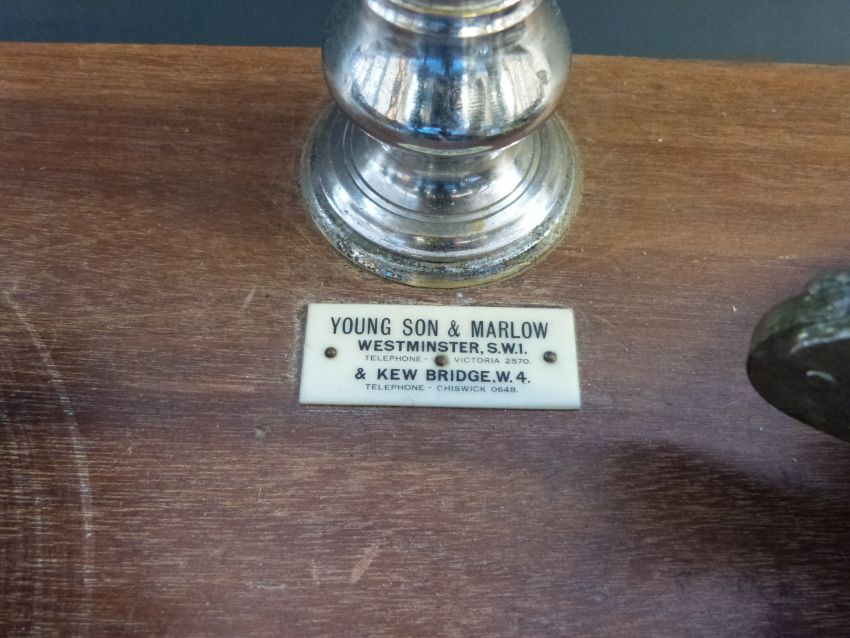 YOUNG SON & MARLOW
WESTMINSTER, S.W.1.
TELEPHONE - VICTORIA 2570.
& KEW BRIDGE, W.4.
TELEPHONE - CHISWICK 0648.